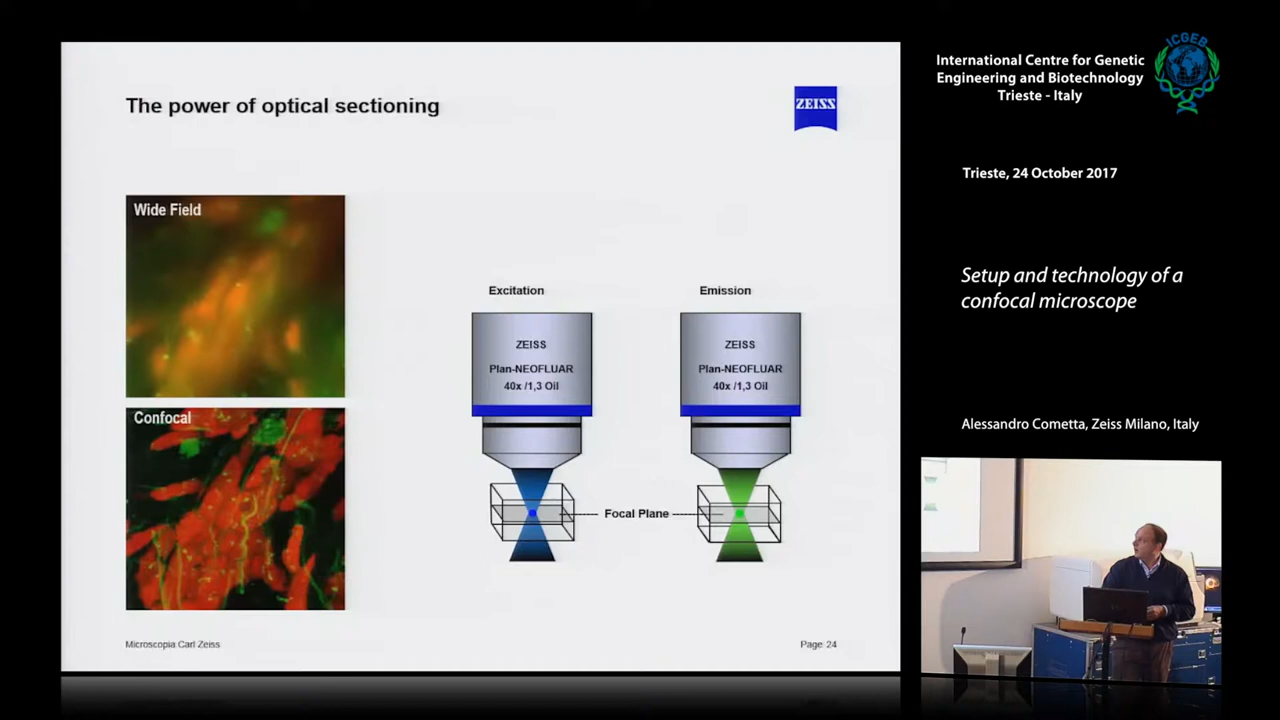 The power of optical sectioning
ZEISS
Wide Field
Confocal
Excitation
Emission
ZEISS
Plan-NEOFLUAR
40x /1,3 Oil
ZEISS
Plan-NEOFLUAR
40x /1,3 Oil
Focal Plane
Microscopia Carl Zeiss
Page 24
International Centre for Genetic
Engineering and Biotechnology
Trieste - Italy
ICGEB
Trieste, 24 October 2017
Setup and technology of a
confocal microscope
Alessandro Cometta, Zeiss Milano, Italy